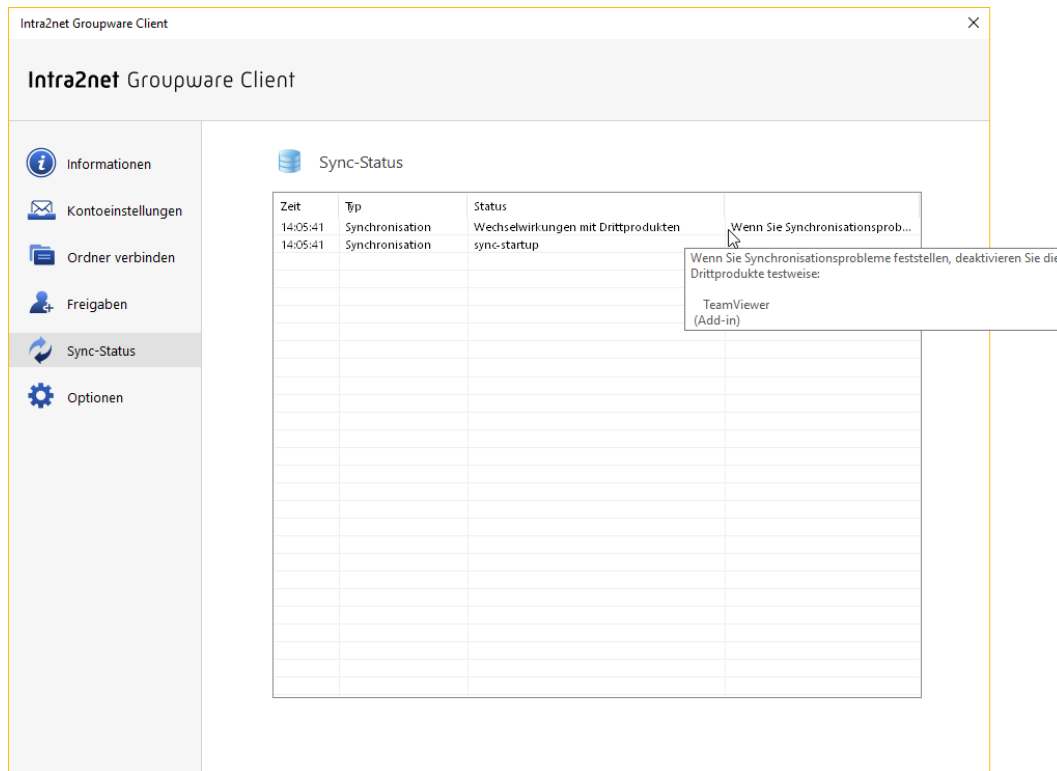 Intra2net Groupware Client
Intra2net Groupware Client
Informationen
Kontoeinstellungen
Ordner verbinden
Freigaben
Sync-Status
Optionen
Sync-Status
Zeit Typ Status
14:05:41 Synchronisation Wechselwirkungen mit Drittprodukten Wenn Sie Synchronisationsprob...
14:05:41 Synchronisation sync-startup
Wenn Sie Synchronisationsprobleme feststellen, deaktivieren Sie die
Drittprodukte testweise:
TeamViewer
(Add-in)